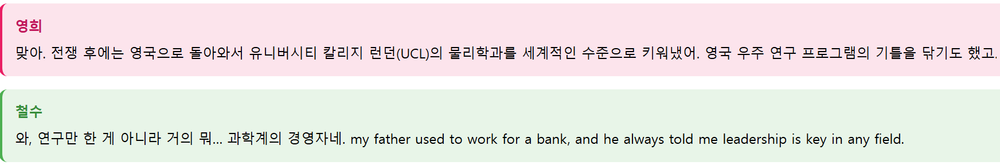 영희
맞아. 전쟁 후에는 영국으로 돌아와서 유니버시티 칼리지 런던(UCL)의 물리학과를 세계적인 수준으로 키워냈어. 영국 우주 연구 프로그램의 기틀을 닦기도 했고.
철수
와, 연구만 한 게 아니라 거의 뭐... 과학계의 경영자네. my father used to work for a bank, and he always told me leadership is key in any field.